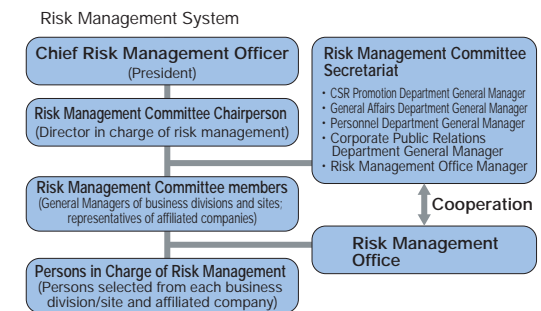 Risk Management System
Chief Risk Management Officer
(President)
Risk Management Committee Chairperson
(Director in charge of risk management)
Risk Management Committee members
(General Managers of business divisions and sites;
representatives of affiliated companies)
Persons in Charge of Risk Management
(Persons selected from each business
division/site and affiliated company)
Risk Management Committee
Secretariat
・CSR Promotion Department General Manager
・General Affairs Department General Manager
・Personnel Department General Manager
・Corporate Public Relations
Department General Manager
・Risk Management Office Manager
Cooperation
Risk Management
Office